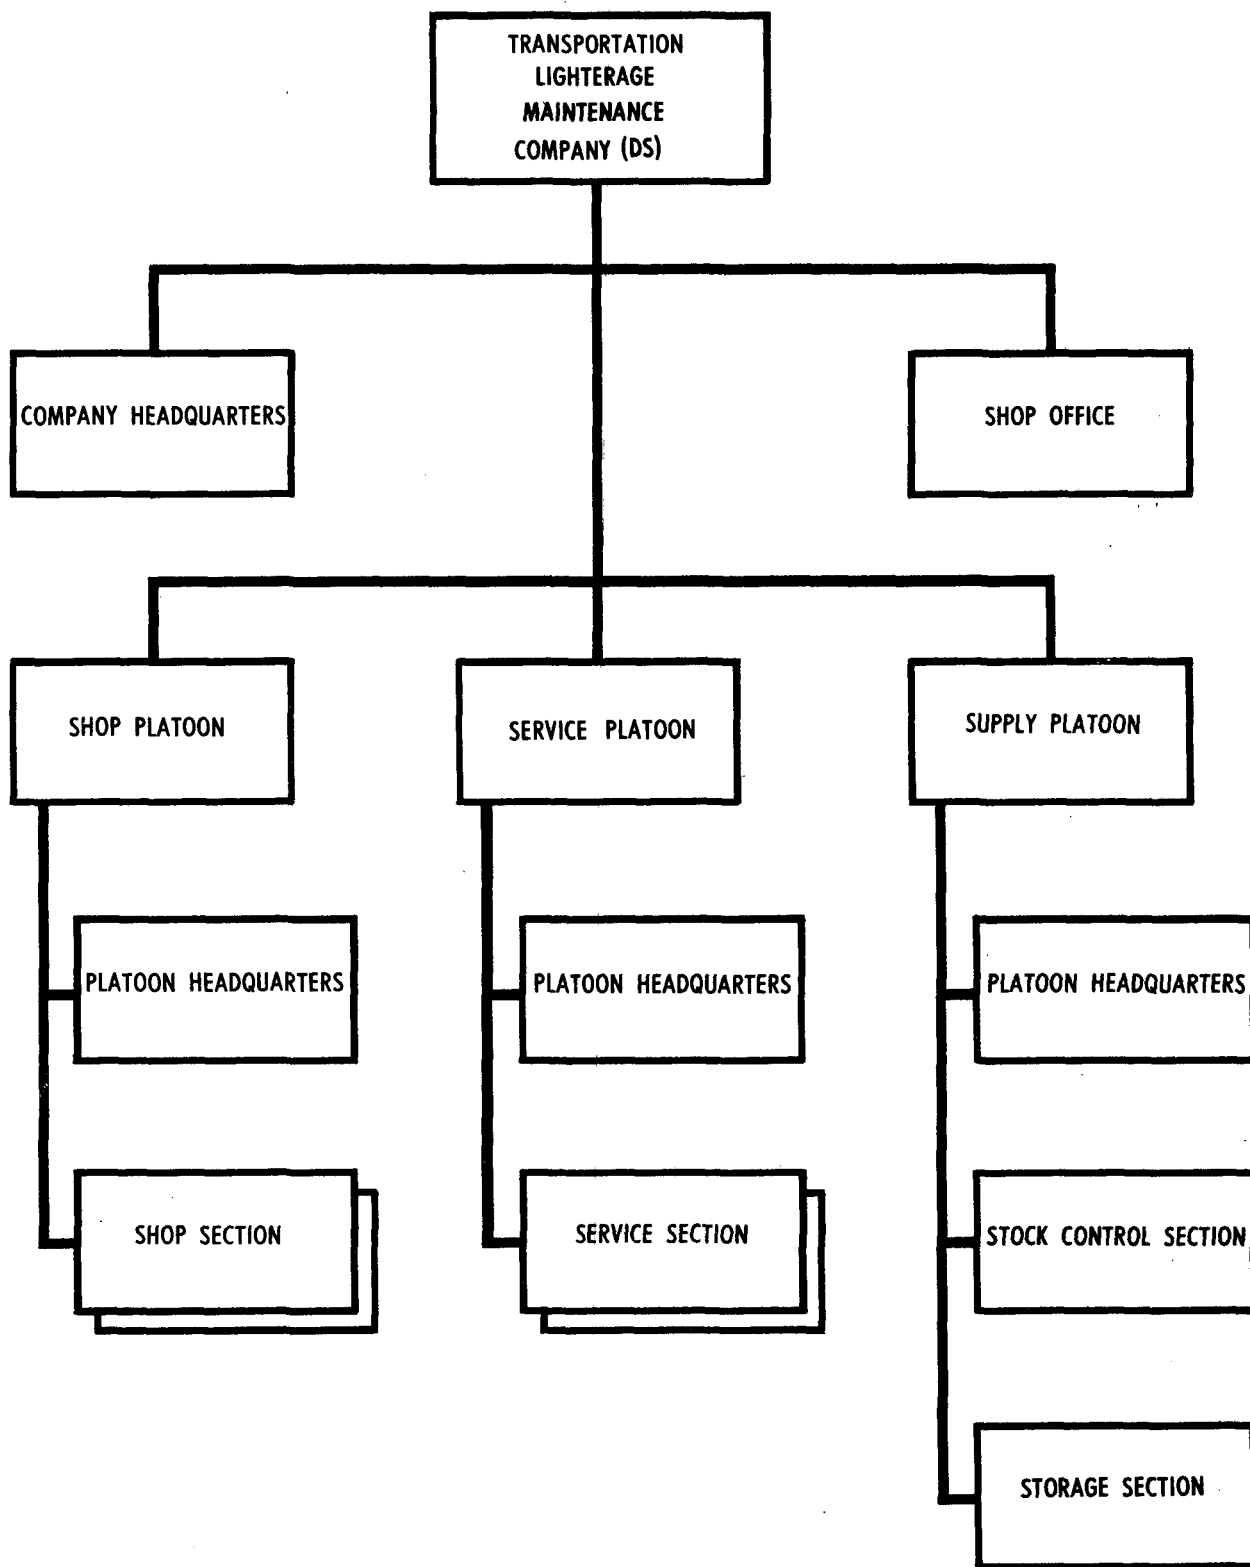 TRANSPORTATION
LIGHTERAGE
MAINTENANCE
COMPANY (DS)
COMPANY HEADQUARTERS
SHOP OFFICE
SHOP PLATOON
SERVICE PLATOON
SUPPLY PLATOON
PLATOON HEADQUARTERS
PLATOON HEADQUARTERS
PLATOON HEADQUARTERS
SHOP SECTION
SERVICE SECTION
STOCK CONTROL SECTION
STORAGE SECTION